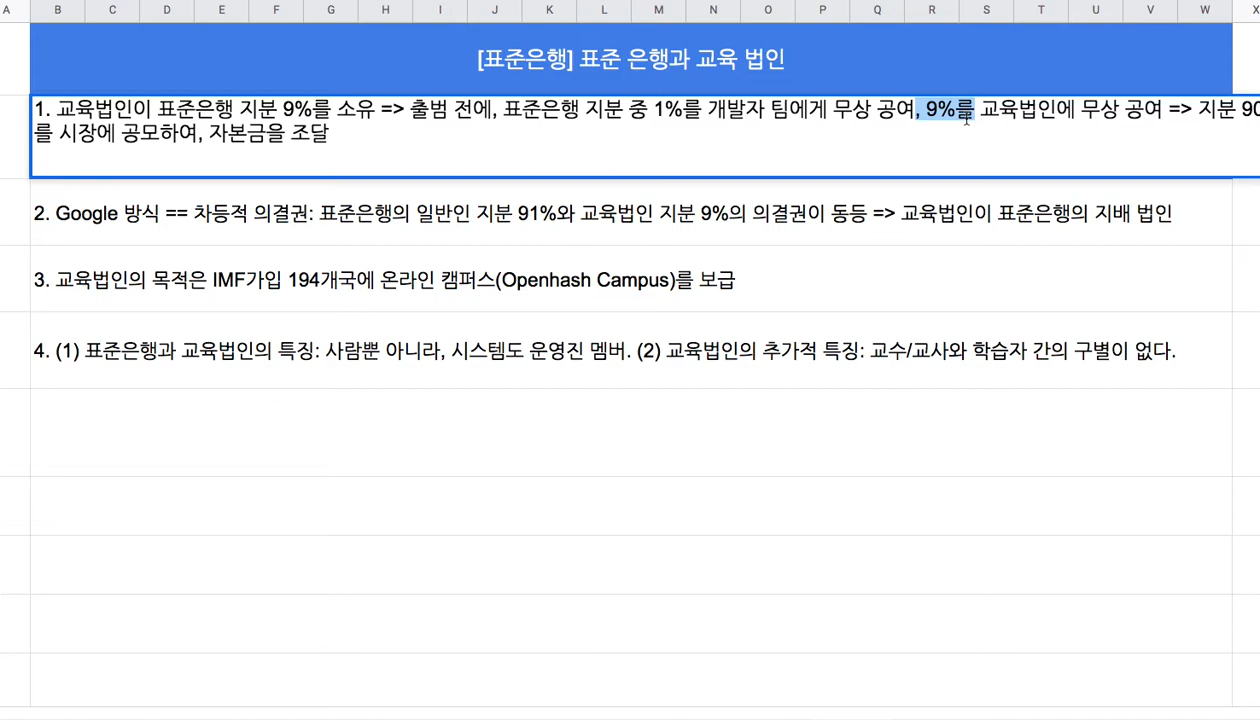 A B C D E F G H I J K L M N O P Q R S T U V W X
[표준은행] 표준 은행과 교육 법인
1. 교육법인이 표준은행 지분 9%를 소유 => 출범 전에, 표준은행 지분 중 1%를 개발자 팀에게 무상 공여, 9%를 교육법인에 무상 공여 => 지분 90
를 시장에 공모하여, 자본금을 조달
2. Google 방식 == 차등적 의결권: 표준은행의 일반인 지분 91%와 교육법인 지분 9%의 의결권이 동등 => 교육법인이 표준은행의 지배 법인
3. 교육법인의 목적은 IMF가입 194개국에 온라인 캠퍼스(Openhash Campus)를 보급
4. (1) 표준은행과 교육법인의 특징: 사람뿐 아니라, 시스템도 운영진 멤버. (2) 교육법인의 추가적 특징: 교수/교사와 학습자 간의 구별이 없다.